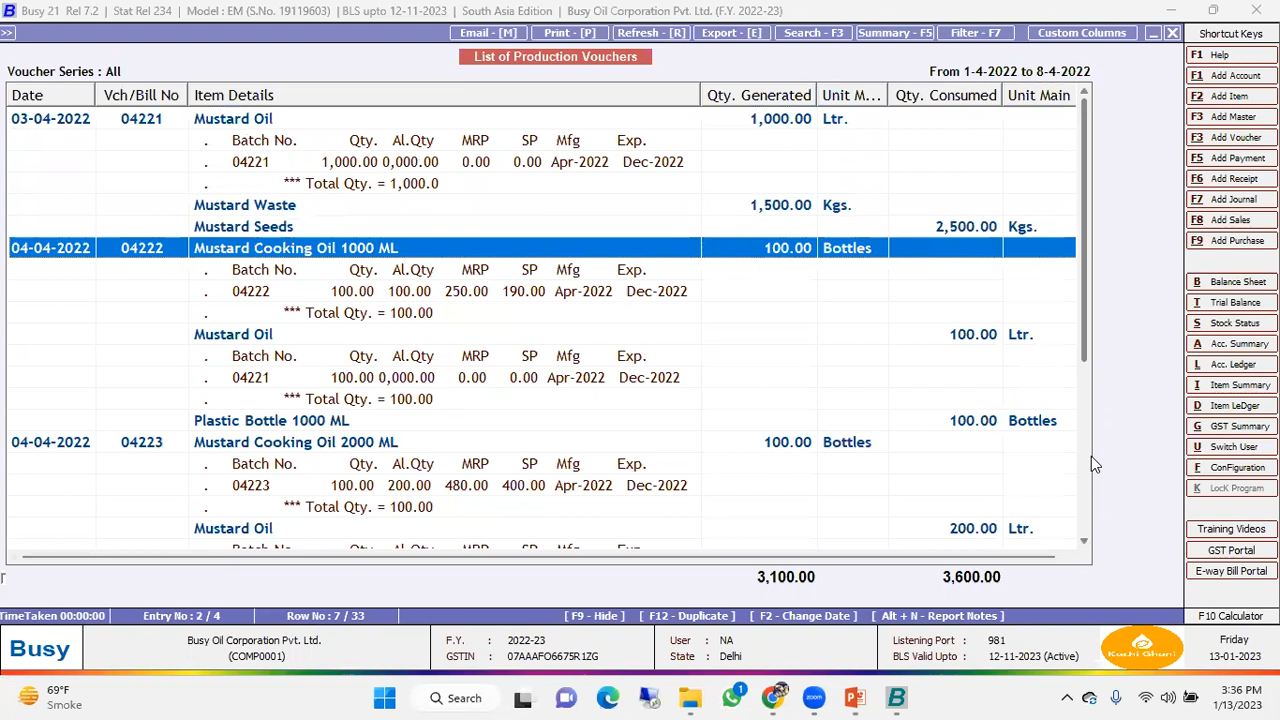 Busy 21 Rel 7.2 | Stat Rel 234 | Model : EM (S.No. 19119603) | BLS upto 12-11-2023 | South Asia Edition | Busy Oil Corporation Pvt. Ltd. (F.Y. 2022-23)
>> Email - [M] Print - [P] Refresh - [R] Export - [E] Search - F3 Summary - F5 Filter - F7 Custom Columns
List of Production Vouchers
Voucher Series : All From 1-4-2022 to 8-4-2022
Date Vch/Bill No Item Details Qty. Generated Unit M... Qty. Consumed Unit Main
03-04-2022 04221 Mustard Oil 1,000.00 Ltr.
. Batch No. Qty. Al.Qty MRP SP Mfg Exp.
. 04221 1,000.00 0,000.00 0.00 0.00 Apr-2022 Dec-2022
. *** Total Qty. = 1,000.0
Mustard Waste 1,500.00 Kgs.
Mustard Seeds 2,500.00 Kgs.
04-04-2022 04222 Mustard Cooking Oil 1000 ML 100.00 Bottles
. Batch No. Qty. Al.Qty MRP SP Mfg Exp.
. 04222 100.00 100.00 250.00 190.00 Apr-2022 Dec-2022
. *** Total Qty. = 100.00
Mustard Oil 100.00 Ltr.
. Batch No. Qty. Al.Qty MRP SP Mfg Exp.
. 04221 100.00 0,000.00 0.00 0.00 Apr-2022 Dec-2022
. *** Total Qty. = 100.00
Plastic Bottle 1000 ML 100.00 Bottles
04-04-2022 04223 Mustard Cooking Oil 2000 ML 100.00 Bottles
. Batch No. Qty. Al.Qty MRP SP Mfg Exp.
. 04223 100.00 200.00 480.00 400.00 Apr-2022 Dec-2022
. *** Total Qty. = 100.00
Mustard Oil 200.00 Ltr.
3,100.00 3,600.00
TimeTaken 00:00:00 Entry No : 2 / 4 Row No : 7 / 33 [ F9 - Hide ] [ F12 - Duplicate ] [ F2 - Change Date ] [ Alt + N - Report Notes ]
Shortcut Keys
F1 Help
F1 Add Account
F2 Add Item
F3 Add Master
F3 Add Voucher
F5 Add Payment
F6 Add Receipt
F7 Add Journal
F8 Add Sales
F9 Add Purchase
B Balance Sheet
T Trial Balance
S Stock Status
A Acc. Summary
L Acc. Ledger
I Item Summary
D Item LeDger
G GST Summary
U Switch User
F ConFiguration
K LocK Program
Training Videos
GST Portal
E-way Bill Portal
F10 Calculator
Busy
Busy Oil Corporation Pvt. Ltd.
(COMP0001)
F.Y. : 2022-23
GSTIN : 07AAAFO6675R1ZG
User : NA
State : Delhi
Listening Port : 981
BLS Valid Upto : 12-11-2023 (Active)
Kachi Ghani
Friday
13-01-2023
69°F
Smoke
Search
1
3:36 PM
1/13/2023